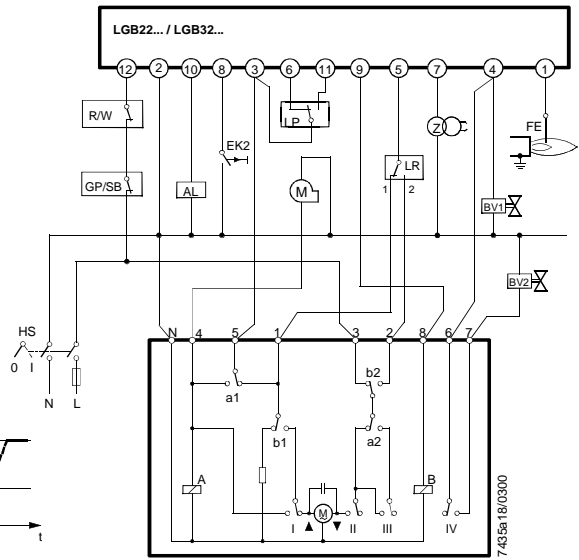 LGB22... / LGB32...
12 2 10 8 3 6 11 9 5 7 4 1
R/W
LP
EK2
Z
FE
GP/SB
AL
M
LR
1 2
BV1
BV2
HS
0 I
N L
N 4 5 1 3 2 8 6 7
a1
b2
b1
a2
A
B
I M II III IV
t
7435a18/0300